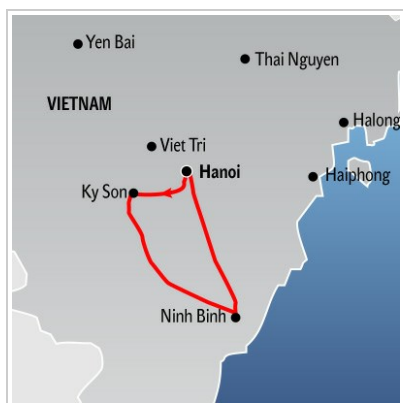 Yen Bai
Thai Nguyen
VIETNAM
Halong
Viet Tri
Hanoi
Haiphong
Ky Son
Ninh Binh